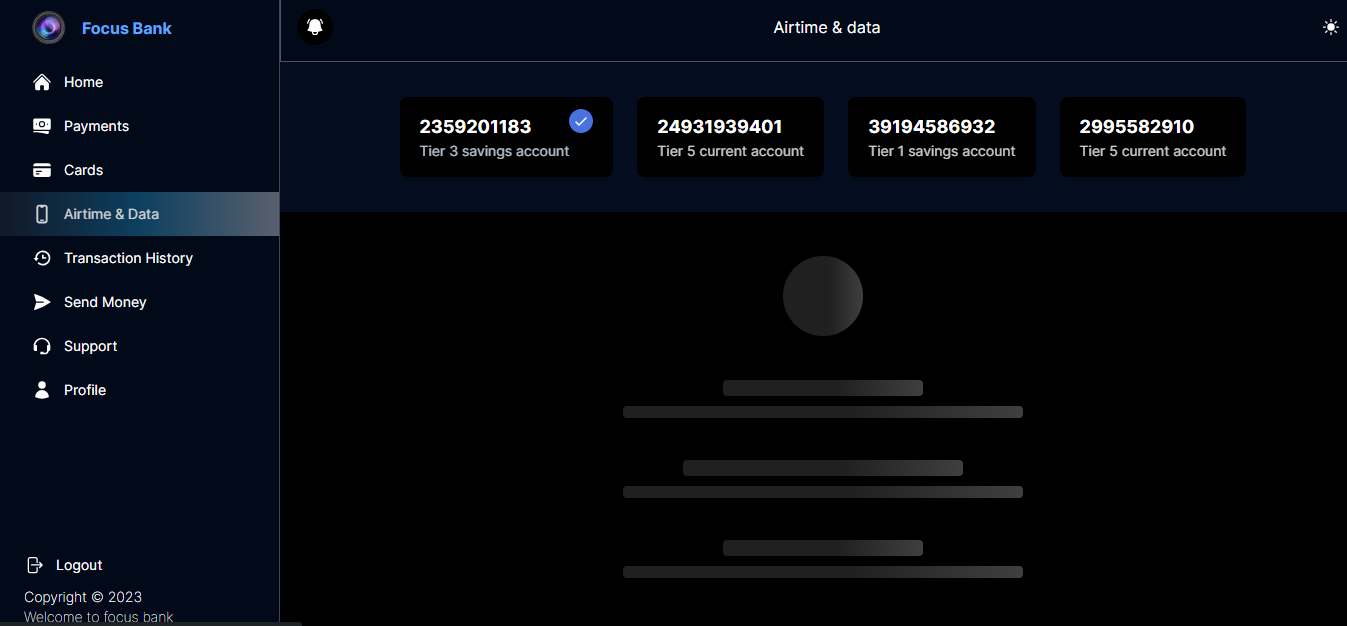 Focus Bank
Home
Payments
Cards
Airtime & Data
Transaction History
Send Money
Support
Profile
Logout
Copyright © 2023
Welcome to focus bank
Airtime & data
2359201183
Tier 3 savings account
24931939401
Tier 5 current account
39194586932
Tier 1 savings account
2995582910
Tier 5 current account